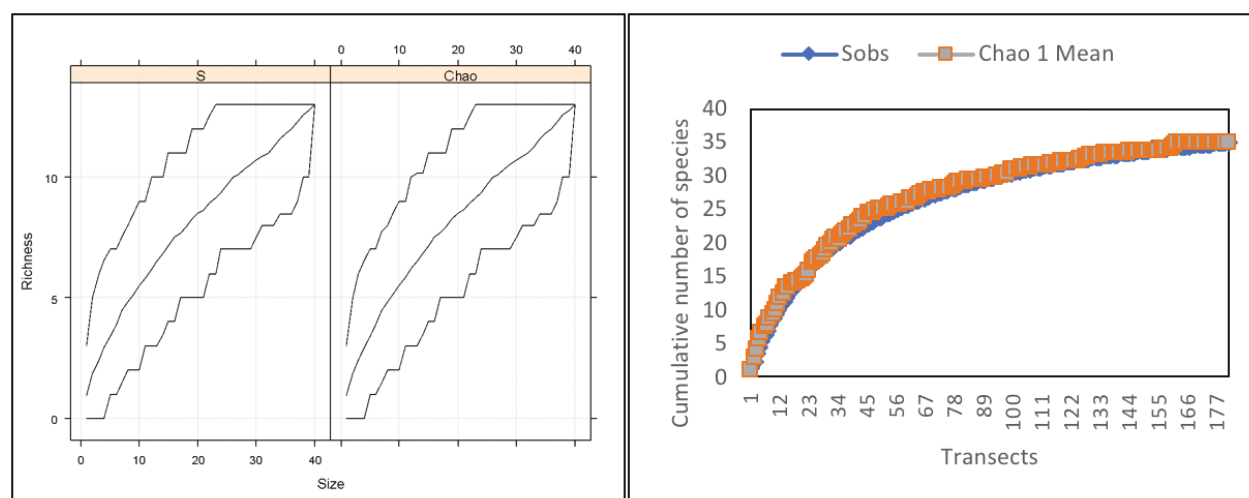 0 10 20 30 40
S Chao
10
5
0
Richness
0 10 20 30 40
Size
Sobs Chao 1 Mean
40
35
30
25
20
15
10
5
0
Cumulative number of species
1 12 23 34 45 56 67 78 89 100 111 122 133 144 155 166 177
Transects